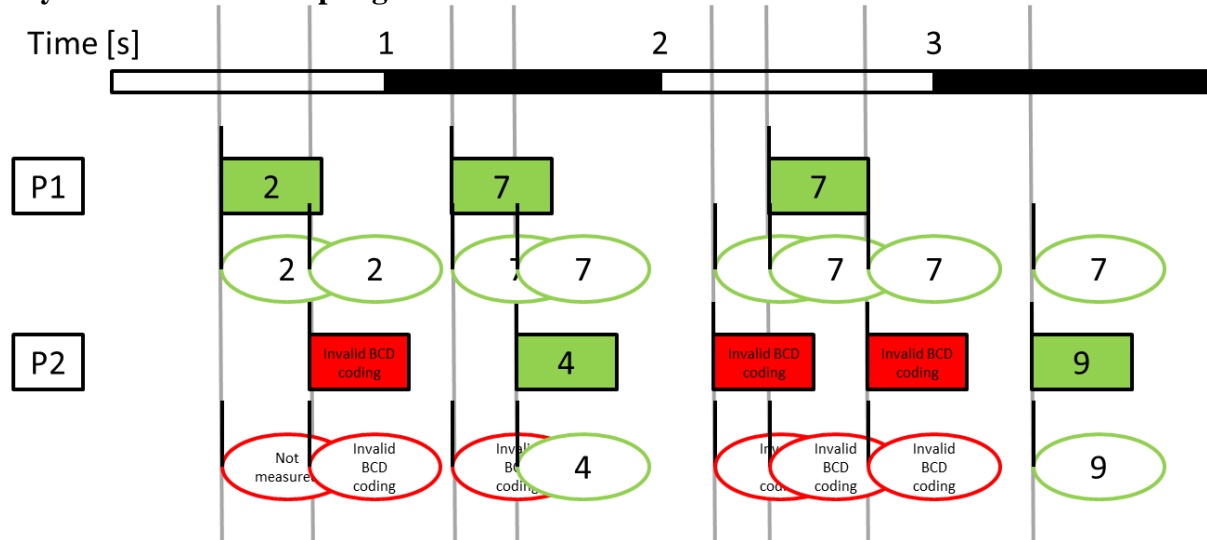 Time [s]
1
2
3
P1
2
7
7
2
2
7
7
7
7
P2
Invalid BCD
coding
4
Invalid BCD
coding
Invalid BCD
coding
9
Not
Invalid
BCD
coding
4
Invalid
BCD
coding
Invalid
BCD
coding
9